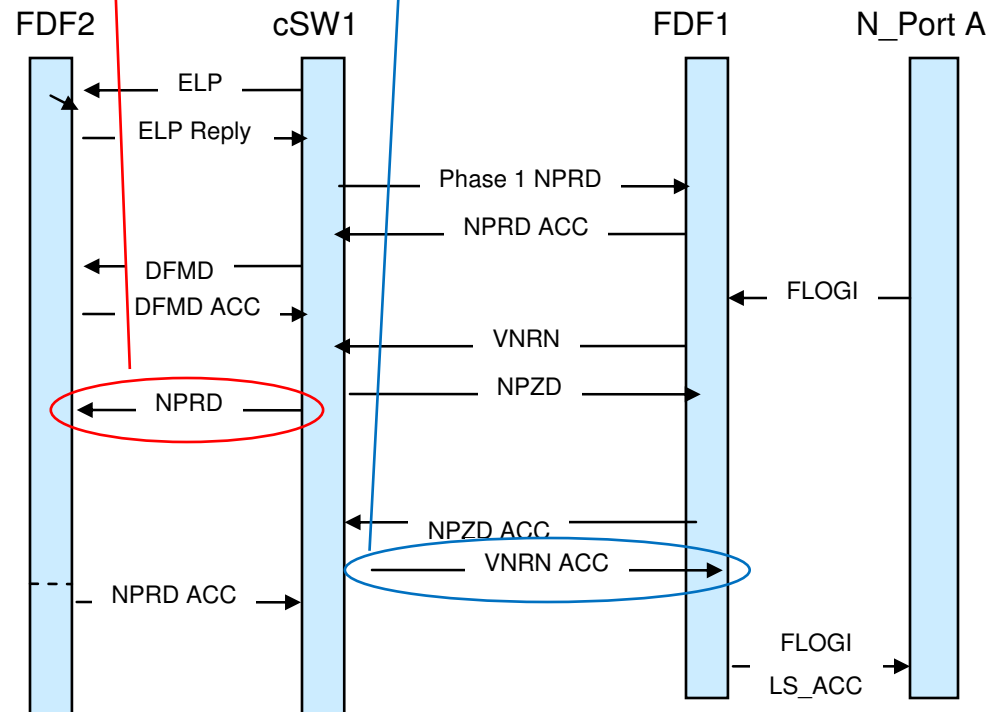 FDF2 cSW1 FDF1 N_Port A
ELP
ELP Reply
Phase 1 NPRD
NPRD ACC
DFMD
FLOGI
DFMD ACC
VNRN
NPZD
NPRD
NPZD ACC
VNRN ACC
NPRD ACC
FLOGI
LS_ACC